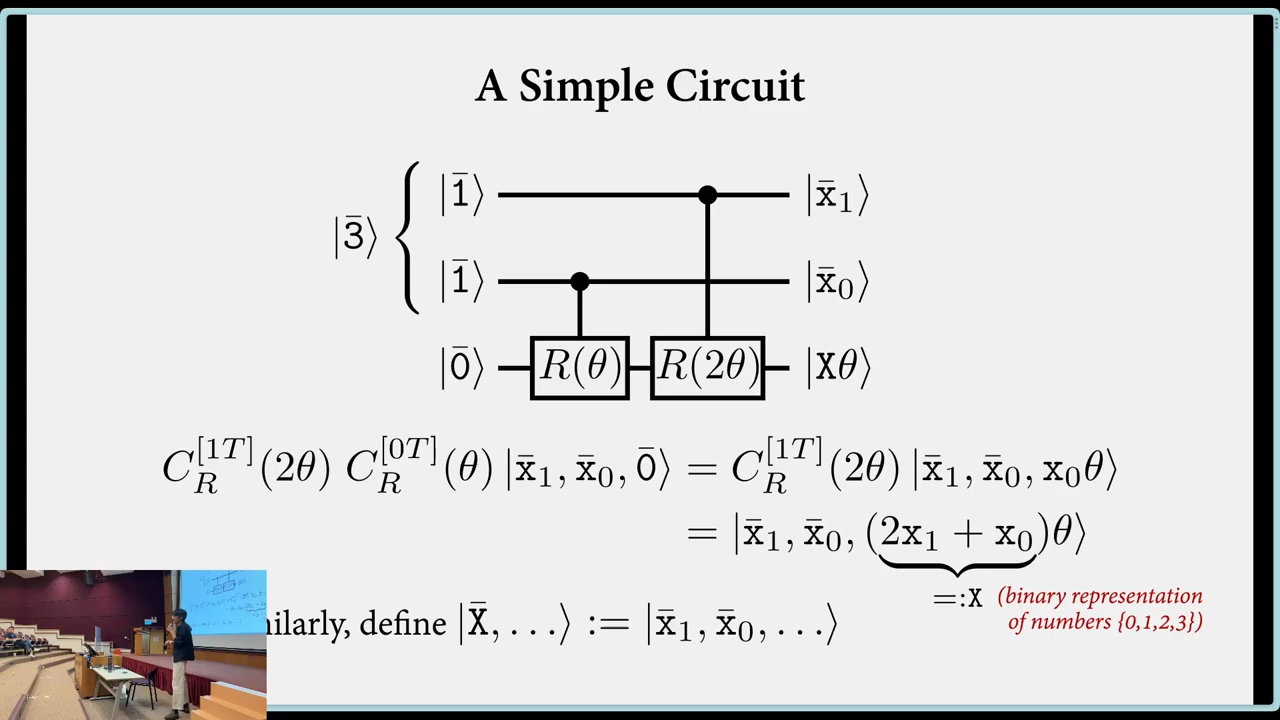 A Simple Circuit
|3̄⟩ { |1̄⟩ |x̄₁⟩
|1̄⟩ |x̄₀⟩
|0̄⟩ R(θ) R(2θ) |Xθ⟩
C_R^{[1T]}(2θ) C_R^{[0T]}(θ) |x̄₁, x̄₀, 0̄⟩ = C_R^{[1T]}(2θ) |x̄₁, x̄₀, x₀θ⟩
= |x̄₁, x̄₀, (2x₁ + x₀)θ⟩
=:X (binary representation
of numbers {0,1,2,3})
ilarly, define |X̄, . . .⟩ := |x̄₁, x̄₀, . . .⟩